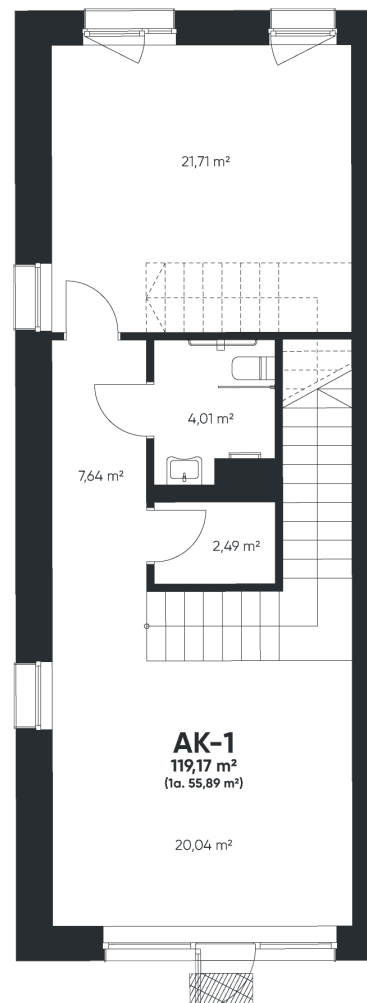 21,71 m²
4,01 m²
7,64 m²
2,49 m²
AK-1
119,17 m²
(1a. 55,89 m²)
20,04 m²